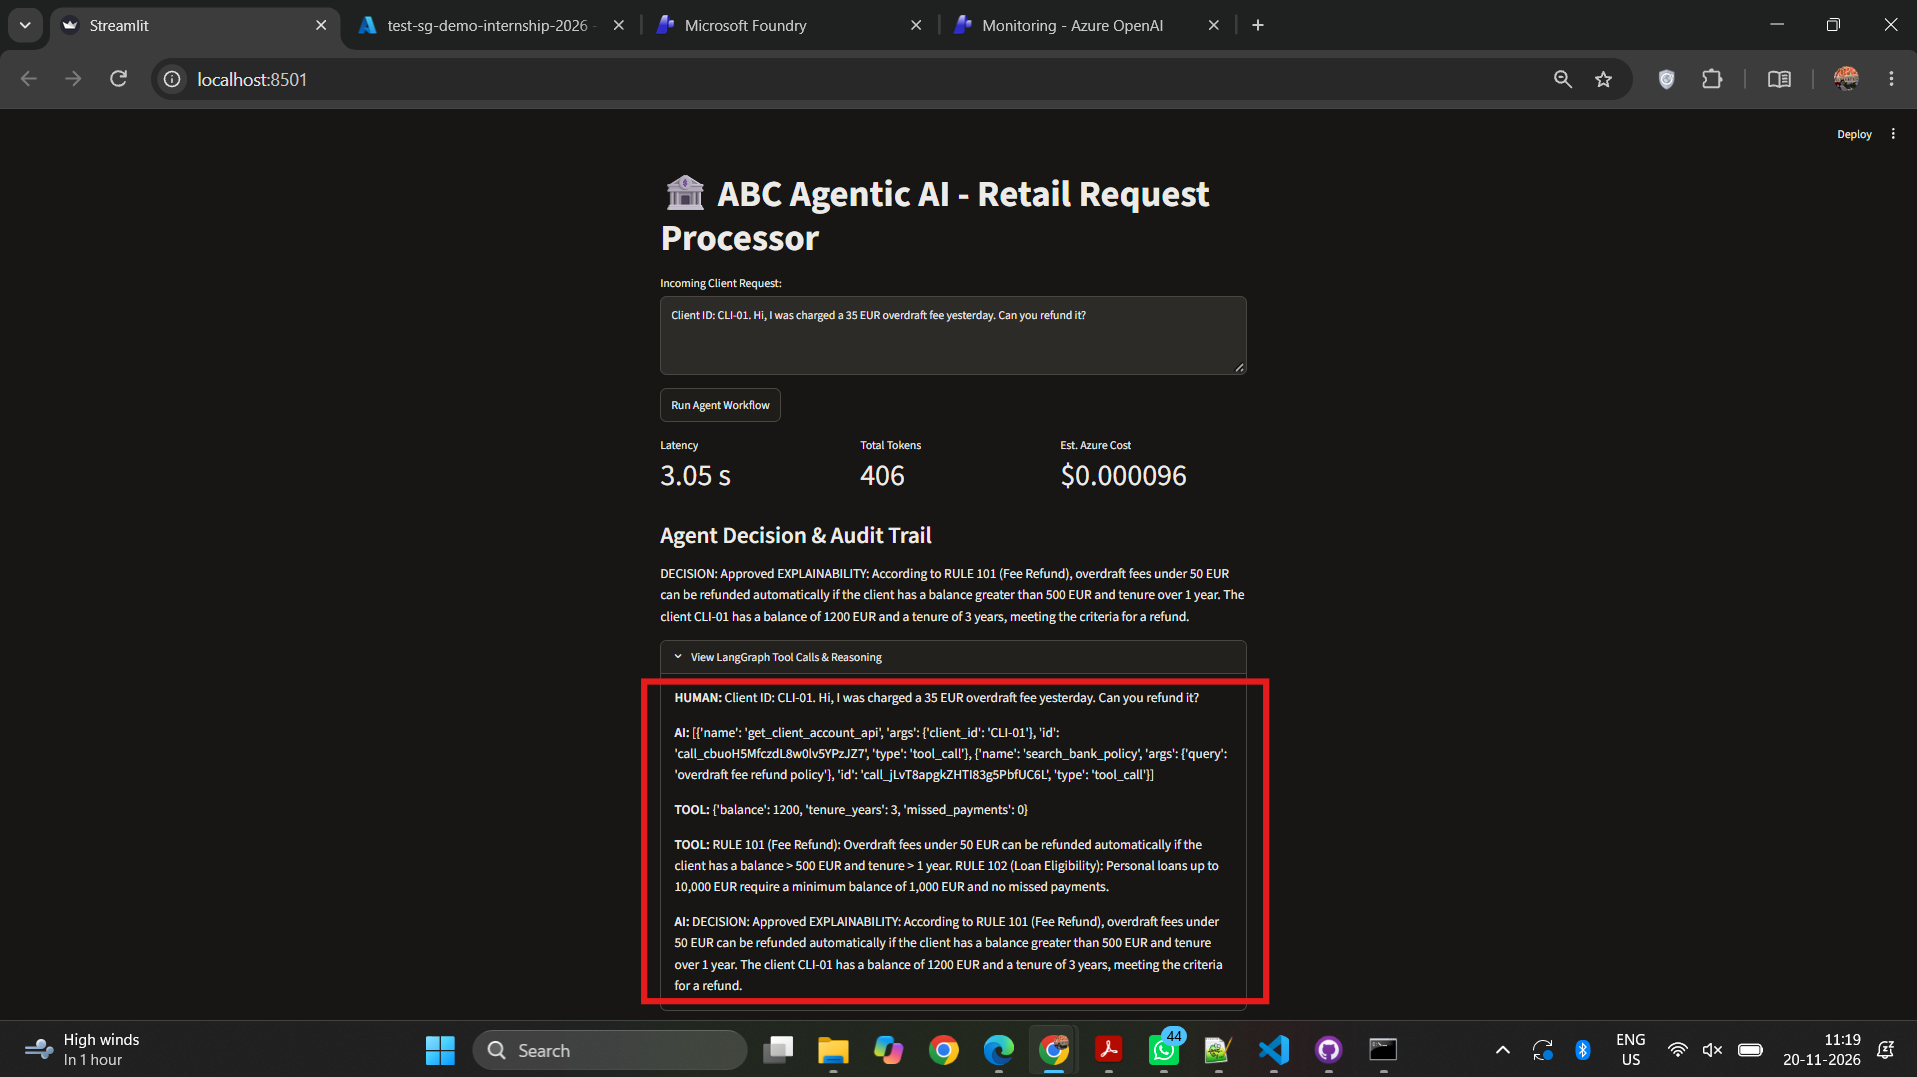 Streamlit
test-sg-demo-internship-2026 -
Microsoft Foundry
Monitoring - Azure OpenAI
localhost:8501
Deploy
ABC Agentic AI - Retail Request
Processor
Incoming Client Request:
Client ID: CLI-01. Hi, I was charged a 35 EUR overdraft fee yesterday. Can you refund it?
Run Agent Workflow
Latency
3.05 s
Total Tokens
406
Est. Azure Cost
$0.000096
Agent Decision & Audit Trail
DECISION: Approved EXPLAINABILITY: According to RULE 101 (Fee Refund), overdraft fees under 50 EUR
can be refunded automatically if the client has a balance greater than 500 EUR and tenure over 1 year. The
client CLI-01 has a balance of 1200 EUR and a tenure of 3 years, meeting the criteria for a refund.
View LangGraph Tool Calls & Reasoning
HUMAN: Client ID: CLI-01. Hi, I was charged a 35 EUR overdraft fee yesterday. Can you refund it?
AI: [{'name': 'get_client_account_api', 'args': {'client_id': 'CLI-01'}, 'id':
'call_cbuoH5MfczdL8w0lv5YPzJZ7', 'type': 'tool_call'}, {'name': 'search_bank_policy', 'args': {'query':
'overdraft fee refund policy'}, 'id': 'call_jLvT8apgkZHTI83g5PbfUC6L', 'type': 'tool_call'}]
TOOL: {'balance': 1200, 'tenure_years': 3, 'missed_payments': 0}
TOOL: RULE 101 (Fee Refund): Overdraft fees under 50 EUR can be refunded automatically if the
client has a balance > 500 EUR and tenure > 1 year. RULE 102 (Loan Eligibility): Personal loans up to
10,000 EUR require a minimum balance of 1,000 EUR and no missed payments.
AI: DECISION: Approved EXPLAINABILITY: According to RULE 101 (Fee Refund), overdraft fees under
50 EUR can be refunded automatically if the client has a balance greater than 500 EUR and tenure
over 1 year. The client CLI-01 has a balance of 1200 EUR and a tenure of 3 years, meeting the criteria
for a refund.
High winds
In 1 hour
Search
44
ENG
US
11:19
20-11-2026